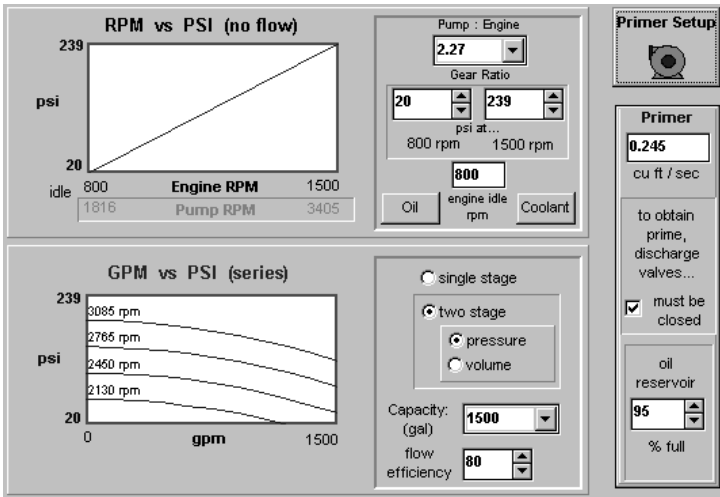 RPM vs PSI (no flow)
239
psi
20
idle 800 Engine RPM 1500
1816 Pump RPM 3405
Pump : Engine
2.27
Gear Ratio
20 239
psi at...
800 rpm 1500 rpm
800
Oil engine idle rpm Coolant
Primer Setup
Primer
0.245
cu ft / sec
to obtain
prime,
discharge
valves...
must be
closed
oil
reservoir
95
% full
GPM vs PSI (series)
239
3085 rpm
2765 rpm
psi
2450 rpm
2130 rpm
20
0 gpm 1500
single stage
two stage
pressure
volume
Capacity:
(gal)
1500
flow
efficiency
80